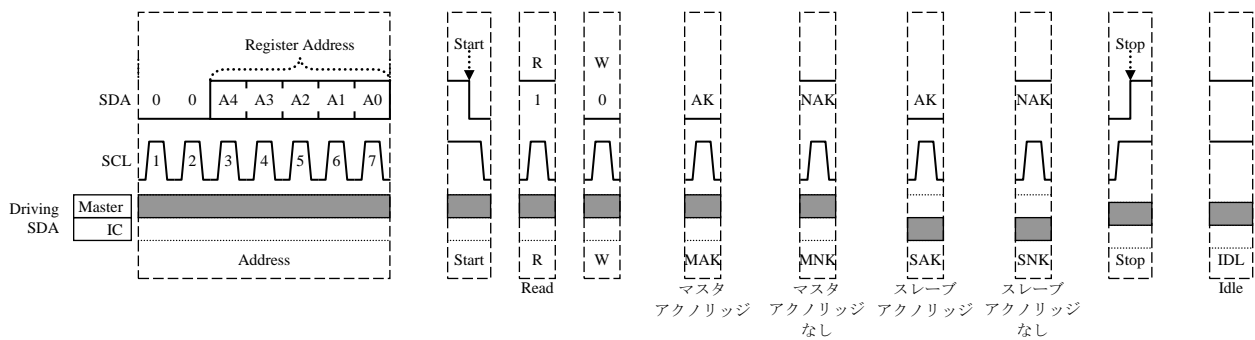 Register Address
Start
Stop
R
W
SDA
0 0 A4 A3 A2 A1 A0
1
0
AK
NAK
AK
NAK
SCL
1 2 3 4 5 6 7
Driving
SDA
Master
IC
Address
Start
R
W
MAK
MNK
SAK
SNK
Stop
IDL
Read
マスタ
アクノリッジ
マスタ
アクノリッジ
なし
スレーブ
アクノリッジ
スレーブ
アクノリッジ
なし
Idle